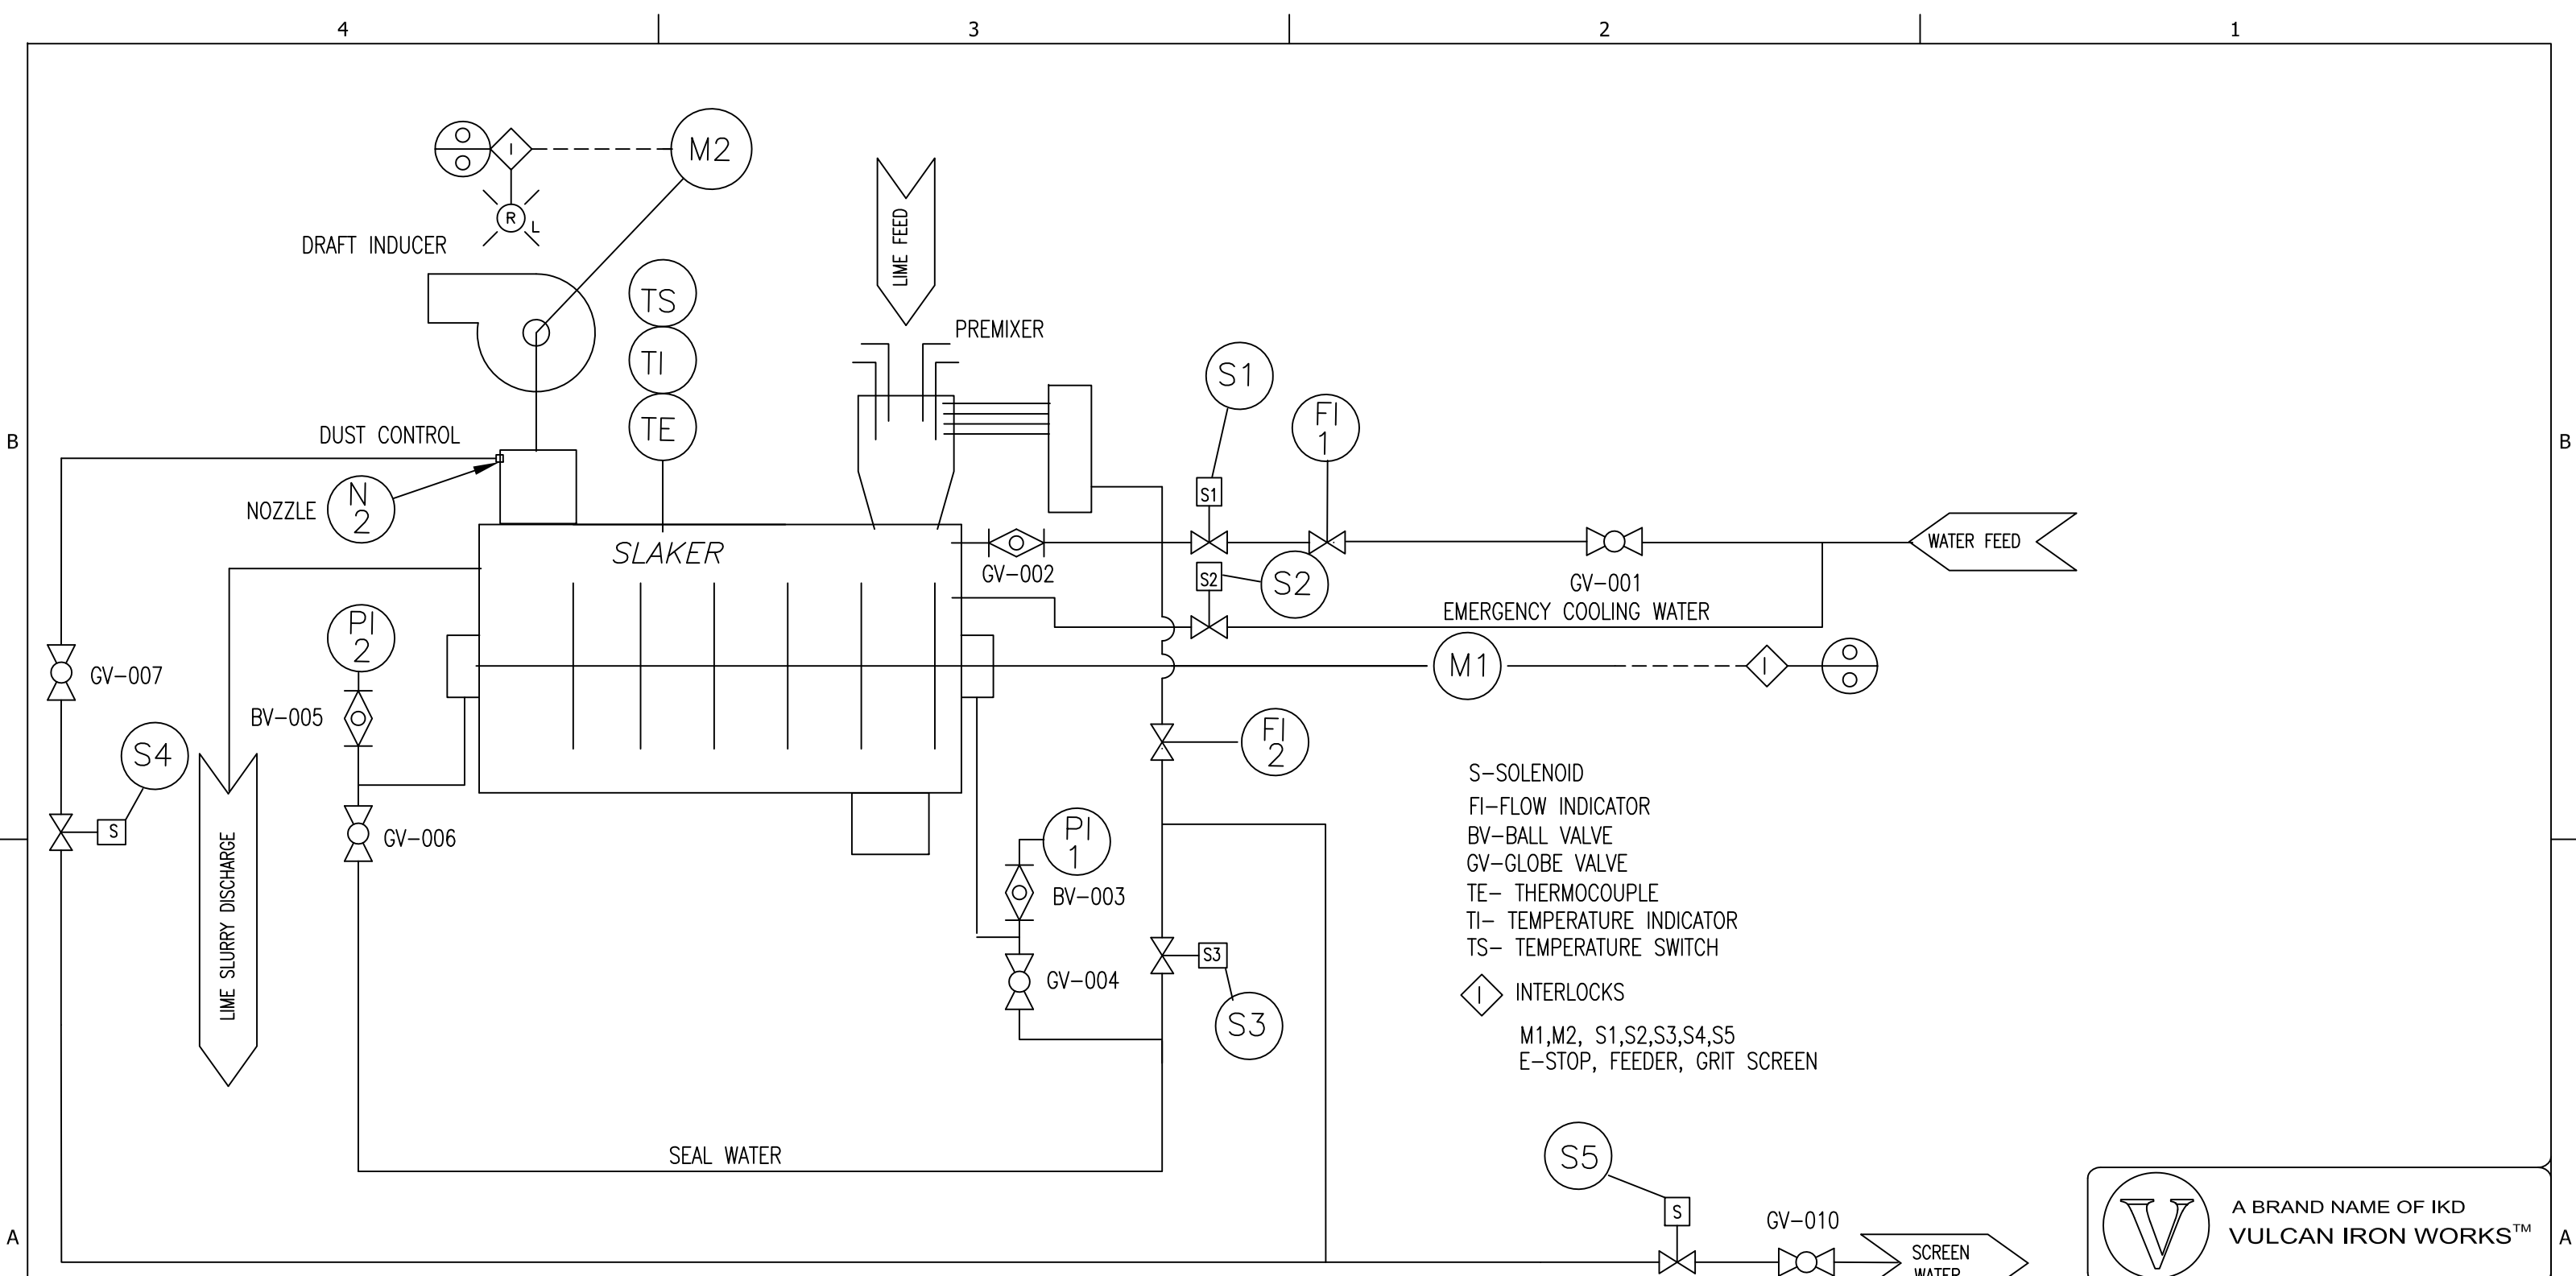 4
3
2
1
M2
I
R
L
DRAFT INDUCER
LIME FEED
TS
TI
TE
PREMIXER
S1
FI
1
B
B
DUST CONTROL
NOZZLE
N
2
S1
SLAKER
GV-002
S2
S2
GV-001
WATER FEED
EMERGENCY COOLING WATER
PI
2
M1
I
GV-007
BV-005
S4
S
GV-006
LIME SLURRY DISCHARGE
FI
2
PI
1
BV-003
GV-004
S3
S3
S-SOLENOID
FI-FLOW INDICATOR
BV-BALL VALVE
GV-GLOBE VALVE
TE- THERMOCOUPLE
TI- TEMPERATURE INDICATOR
TS- TEMPERATURE SWITCH
I INTERLOCKS
M1,M2, S1,S2,S3,S4,S5
E-STOP, FEEDER, GRIT SCREEN
SEAL WATER
S5
S
GV-010
SCREEN
WATER
A
A
V
A BRAND NAME OF IKD
VULCAN IRON WORKS™